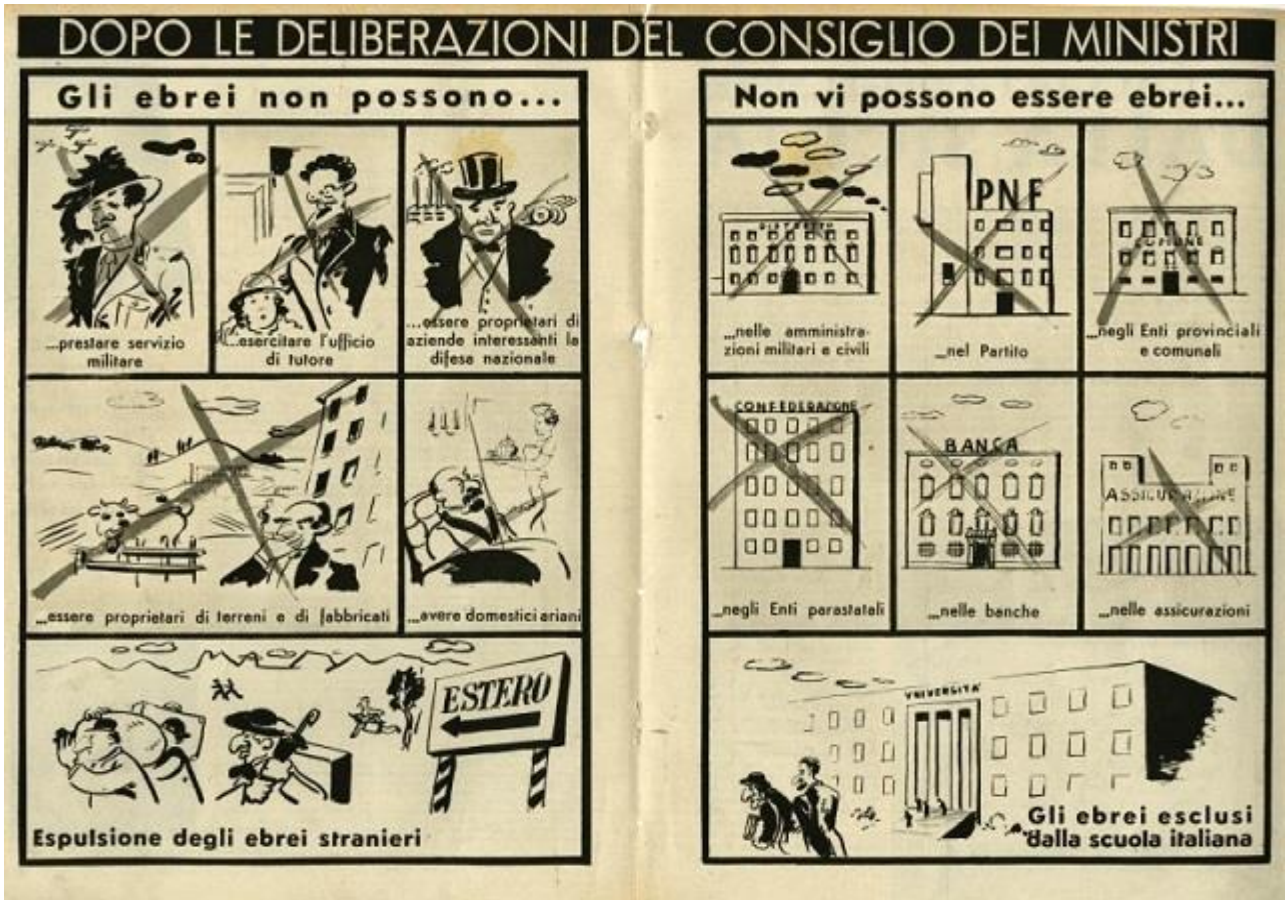 DOPO LE DELIBERAZIONI DEL CONSIGLIO DEI MINISTRI
Gli ebrei non possono...
...prestare servizio
militare
...esercitare l'ufficio
di tutore
...essere proprietari di
aziende interessanti la
difesa nazionale
...essere proprietari di terreni e di fabbricati
...avere domestici ariani
ESTERO
Espulsione degli ebrei stranieri
Non vi possono essere ebrei...
DISTRETTO
...nelle amministra-
zioni militari e civili
PNF
...nel Partito
COMUNE
...negli Enti provinciali
e comunali
CONFEDERAZIONE
...negli Enti parastatali
BANCA
...nelle banche
ASSICURAZIONE
...nelle assicurazioni
UNIVERSITA'
Gli ebrei esclusi
dalla scuola italiana